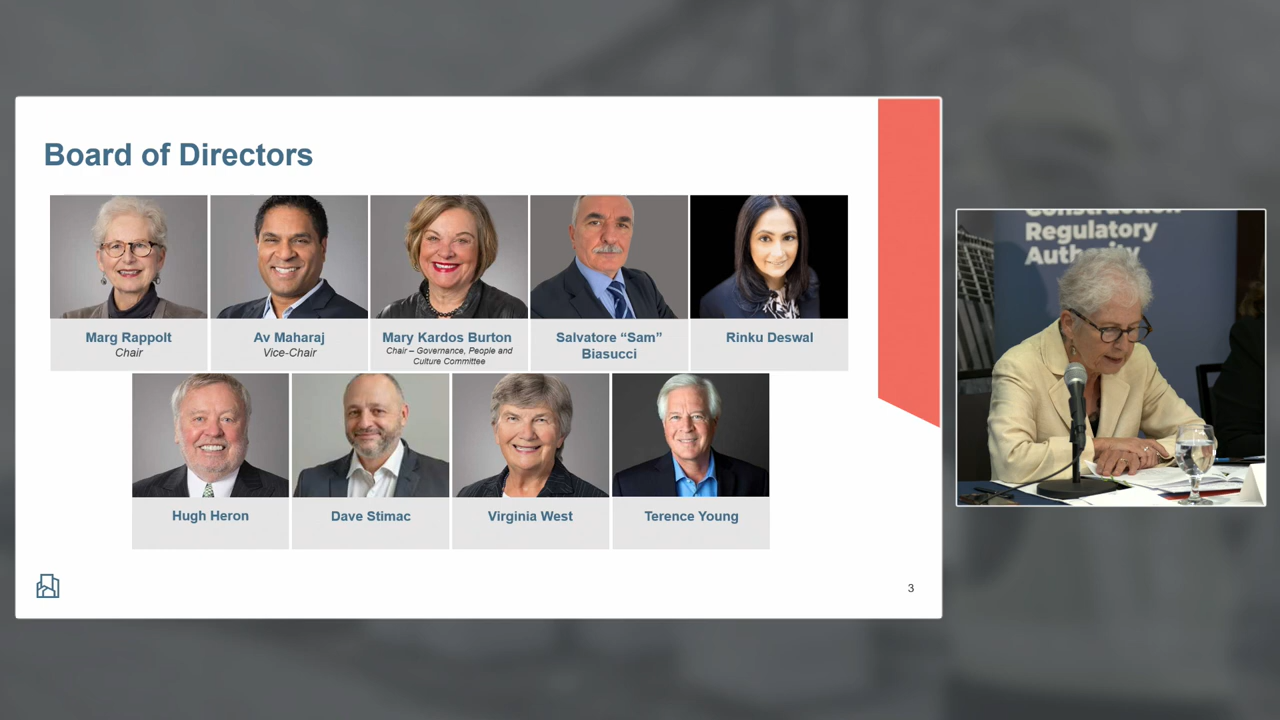 Board of Directors
Marg Rappolt
Chair
Av Maharaj
Vice-Chair
Mary Kardos Burton
Chair – Governance, People and
Culture Committee
Salvatore “Sam”
Biasucci
Rinku Deswal
Hugh Heron
Dave Stimac
Virginia West
Terence Young
3
Construction
Regulatory
Authority